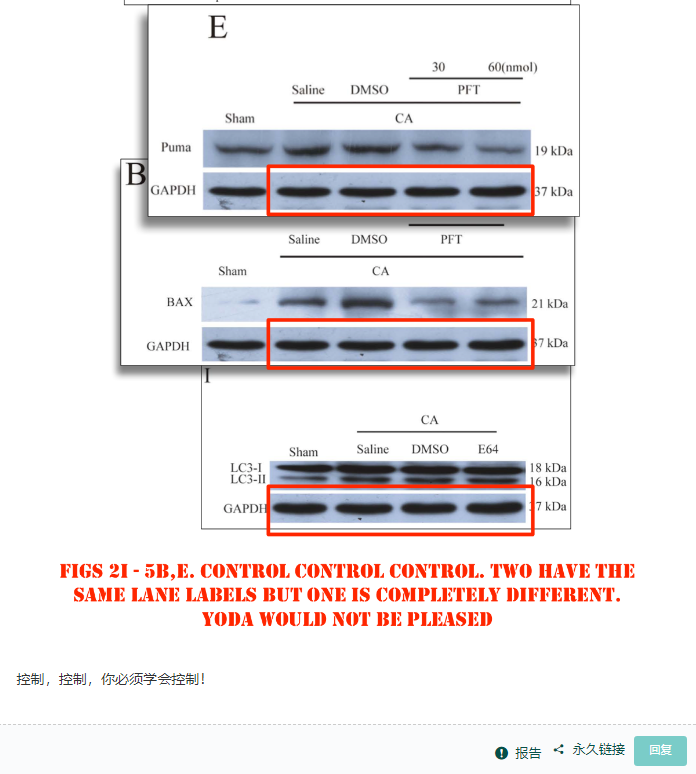 E
30 60(nmol)
Saline DMSO PFT
Sham CA
Puma 19 kDa
B
GAPDH 37 kDa
Saline DMSO PFT
Sham CA
BAX 21 kDa
GAPDH 37 kDa
I
CA
Sham Saline DMSO E64
LC3-I 18 kDa
LC3-II 16 kDa
GAPDH 37 kDa
FIGS 2I - 5B,E. CONTROL CONTROL CONTROL. TWO HAVE THE
SAME LANE LABELS BUT ONE IS COMPLETELY DIFFERENT.
YODA WOULD NOT BE PLEASED
控制，控制，你必须学会控制！
报告 永久链接 回复